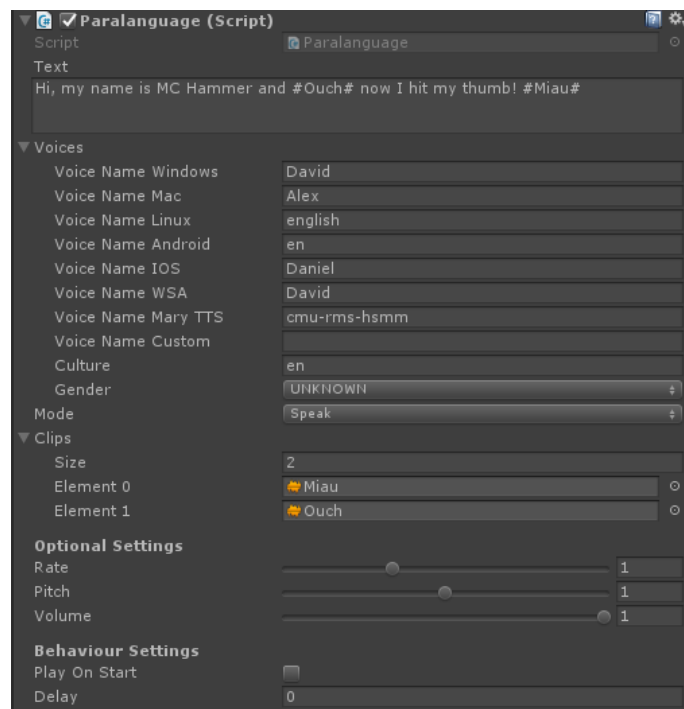 Paralanguage (Script)
Script Paralanguage
Text
Hi, my name is MC Hammer and #Ouch# now I hit my thumb! #Miau#
Voices
Voice Name Windows David
Voice Name Mac Alex
Voice Name Linux english
Voice Name Android en
Voice Name IOS Daniel
Voice Name WSA David
Voice Name Mary TTS cmu-rms-hsmm
Voice Name Custom
Culture en
Gender UNKNOWN
Mode Speak
Clips
Size 2
Element 0 Miau
Element 1 Ouch
Optional Settings
Rate 1
Pitch 1
Volume 1
Behaviour Settings
Play On Start
Delay 0